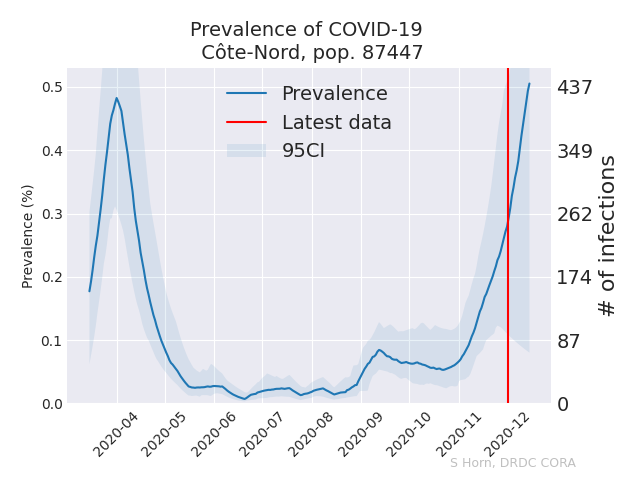 Prevalence of COVID-19
Côte-Nord, pop. 87447
Prevalence
Latest data
95CI
Prevalence (%)
0.5
0.4
0.3
0.2
0.1
0.0
437
349
262
174
87
0
# of infections
2020-04
2020-05
2020-06
2020-07
2020-08
2020-09
2020-10
2020-11
2020-12
S Horn, DRDC CORA